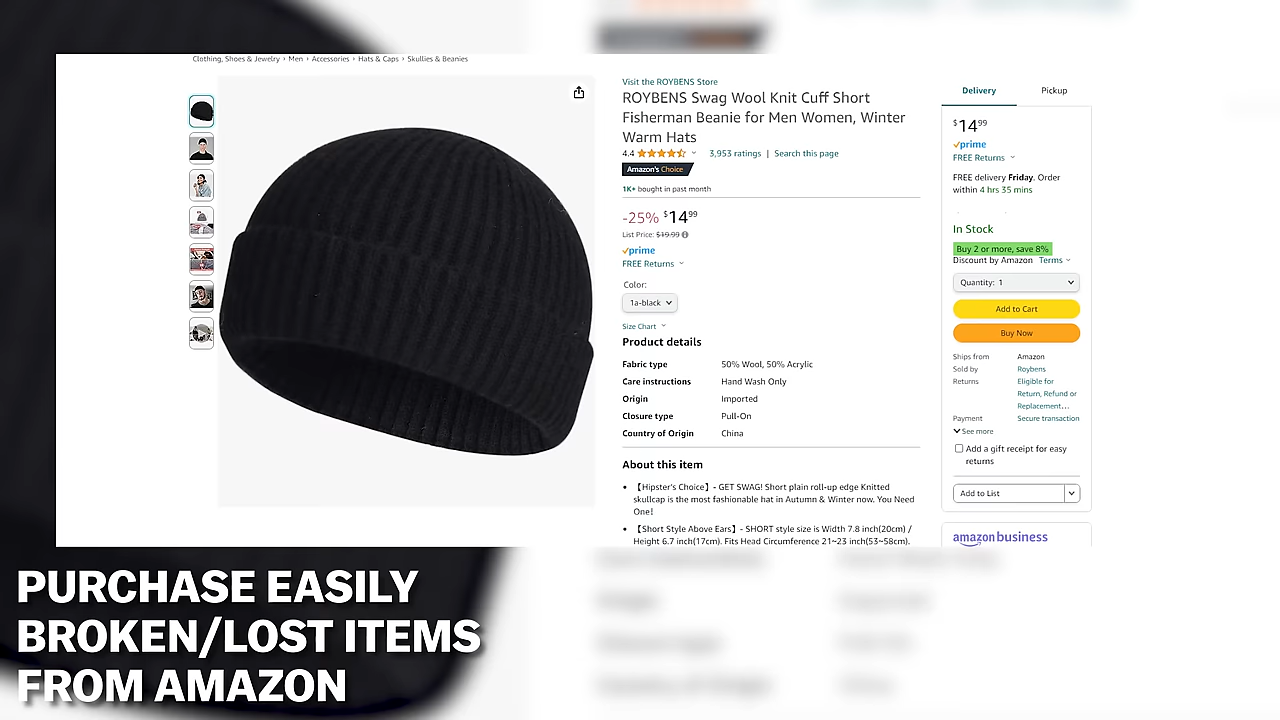 Clothing, Shoes & Jewelry › Men › Accessories › Hats & Caps › Skullies & Beanies
Visit the ROYBENS Store
ROYBENS Swag Wool Knit Cuff Short
Fisherman Beanie for Men Women, Winter
Warm Hats
4.4 3,953 ratings | Search this page
Amazon's Choice
1K+ bought in past month
-25% $14 99
List Price: $19.99
prime
FREE Returns
Color:
1a-black
Size Chart
Product details
Fabric type 50% Wool, 50% Acrylic
Care instructions Hand Wash Only
Origin Imported
Closure type Pull-On
Country of Origin China
About this item
• 【Hipster's Choice】- GET SWAG! Short plain roll-up edge Knitted
skullcap is the most fashionable hat in Autumn & Winter now. You Need
One!
• 【Short Style Above Ears】- SHORT style size is Width 7.8 inch(20cm) /
Height 6.7 inch(17cm). Fits Head Circumference 21~23 inch(53~58cm).
Delivery Pickup
$14 99
prime
FREE Returns
FREE delivery Friday. Order
within 4 hrs 35 mins
In Stock
Buy 2 or more, save 8%
Discount by Amazon Terms
Quantity: 1
Add to Cart
Buy Now
Ships from Amazon
Sold by Roybens
Returns Eligible for
Return, Refund or
Replacement...
Payment Secure transaction
See more
Add a gift receipt for easy
returns
Add to List
amazon business
PURCHASE EASILY
BROKEN/LOST ITEMS
FROM AMAZON